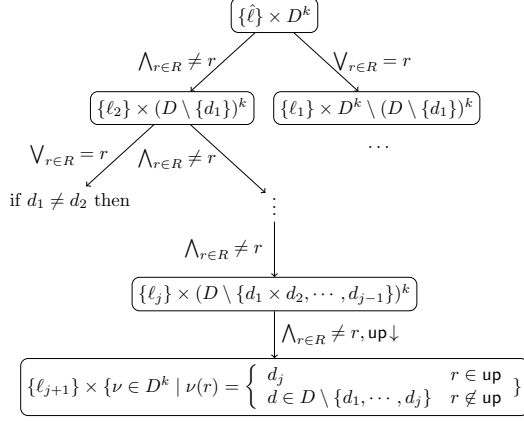 {ℓ̂} × D^k
⋀_{r∈R} ≠ r
⋁_{r∈R} = r
{ℓ_2} × (D \ {d_1})^k
{ℓ_1} × D^k \ (D \ {d_1})^k
⋁_{r∈R} = r
⋀_{r∈R} ≠ r
⋯
if d_1 ≠ d_2 then
⋮
⋀_{r∈R} ≠ r
{ℓ_j} × (D \ {d_1 × d_2, ⋯ , d_{j−1}})^k
⋀_{r∈R} ≠ r, up↓
{ℓ_{j+1}} × {ν ∈ D^k | ν(r) = { d_j r ∈ up
d ∈ D \ {d_1, ⋯ , d_j} r ∉ up }